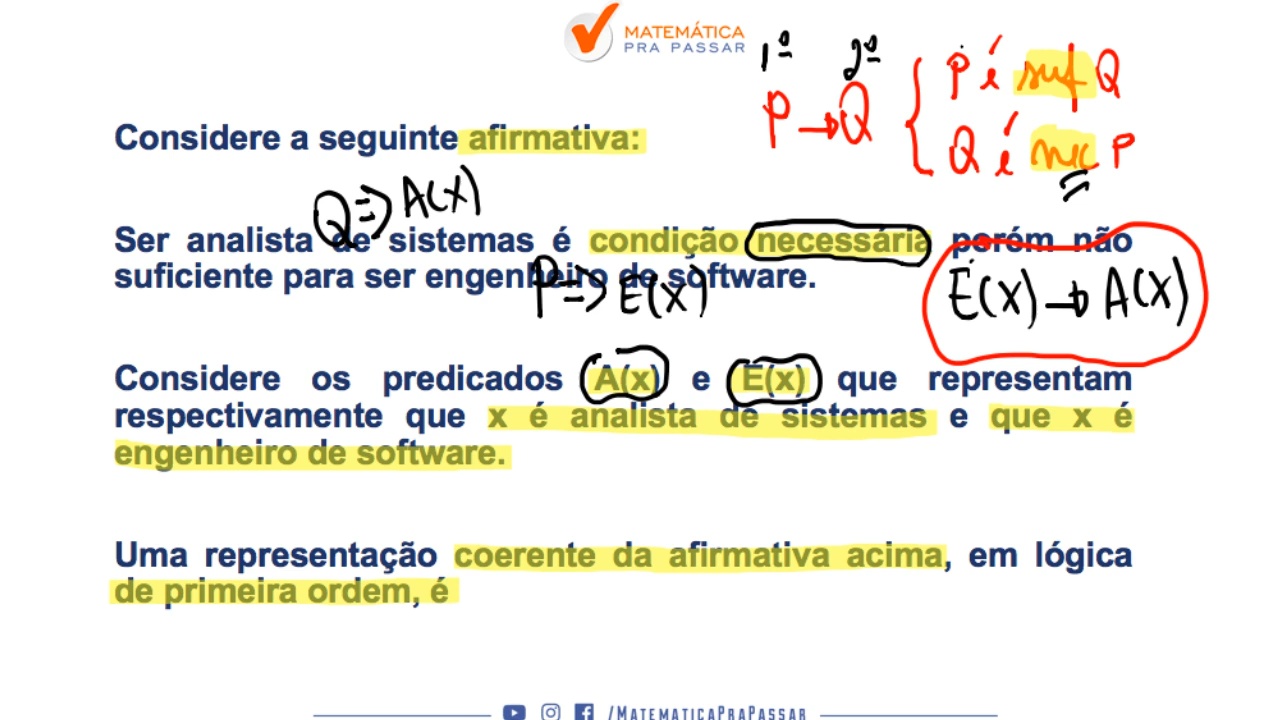 MATEMÁTICA
PRA PASSAR
1º 2º
P → Q { P é suf Q
Q é nec P
Considere a seguinte afirmativa:
Q => A(X)
Ser analista de sistemas é condição necessária porém não
suficiente para ser engenheiro de software.
P => E(X)
E(X) → A(X)
Considere os predicados A(x) e E(x) que representam
respectivamente que x é analista de sistemas e que x é
engenheiro de software.
Uma representação coerente da afirmativa acima, em lógica
de primeira ordem, é
/MATEMATICAPRAPASSAR